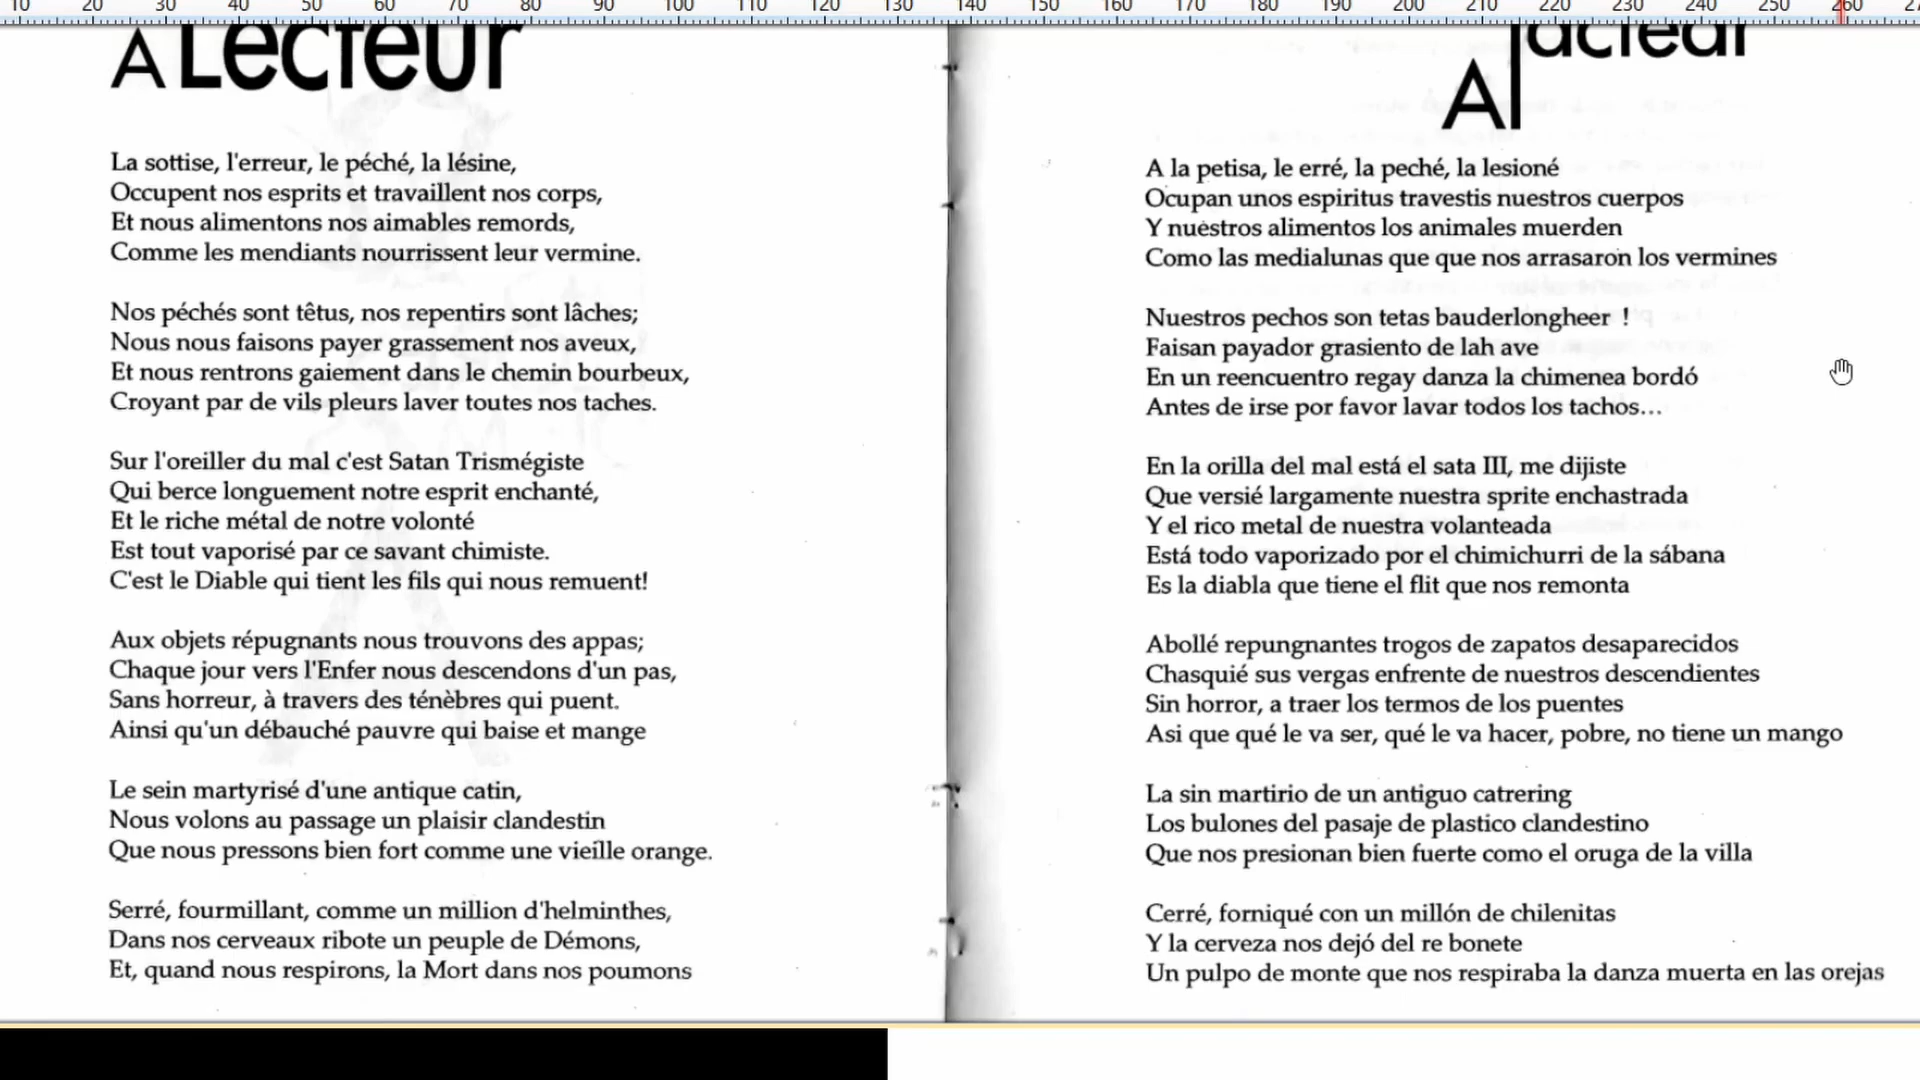 10 20 30 40 50 60 70 80 90 100 110 120 130 140 150 160 170 180 190 200 210 220 230 240 250 260
A Lecteur
La sottise, l'erreur, le péché, la lésine,
Occupent nos esprits et travaillent nos corps,
Et nous alimentons nos aimables remords,
Comme les mendiants nourrissent leur vermine.
Nos péchés sont têtus, nos repentirs sont lâches;
Nous nous faisons payer grassement nos aveux,
Et nous rentrons gaiement dans le chemin bourbeux,
Croyant par de vils pleurs laver toutes nos taches.
Sur l'oreiller du mal c'est Satan Trismégiste
Qui berce longuement notre esprit enchanté,
Et le riche métal de notre volonté
Est tout vaporisé par ce savant chimiste.
C'est le Diable qui tient les fils qui nous remuent!
Aux objets répugnants nous trouvons des appas;
Chaque jour vers l'Enfer nous descendons d'un pas,
Sans horreur, à travers des ténèbres qui puent.
Ainsi qu'un débauché pauvre qui baise et mange
Le sein martyrisé d'une antique catin,
Nous volons au passage un plaisir clandestin
Que nous pressons bien fort comme une vieille orange.
Serré, fourmillant, comme un million d'helminthes,
Dans nos cerveaux ribote un peuple de Démons,
Et, quand nous respirons, la Mort dans nos poumons
Al lactear
A la petisa, le erré, la peché, la lesioné
Ocupan unos espiritus travestis nuestros cuerpos
Y nuestros alimentos los animales muerden
Como las medialunas que que nos arrasaron los vermines
Nuestros pechos son tetas bauderlongheer !
Faisan payador grasiento de lah ave
En un reencuentro regay danza la chimenea bordó
Antes de irse por favor lavar todos los tachos...
En la orilla del mal está el sata III, me dijiste
Que versié largamente nuestra sprite enchastrada
Y el rico metal de nuestra volanteada
Está todo vaporizado por el chimichurri de la sábana
Es la diabla que tiene el flit que nos remonta
Abollé repungnantes trogos de zapatos desaparecidos
Chasquié sus vergas enfrente de nuestros descendientes
Sin horror, a traer los termos de los puentes
Asi que qué le va ser, qué le va hacer, pobre, no tiene un mango
La sin martirio de un antiguo catrering
Los bulones del pasaje de plastico clandestino
Que nos presionan bien fuerte como el oruga de la villa
Cerré, forniqué con un millón de chilenitas
Y la cerveza nos dejó del re bonete
Un pulpo de monte que nos respiraba la danza muerta en las orejas